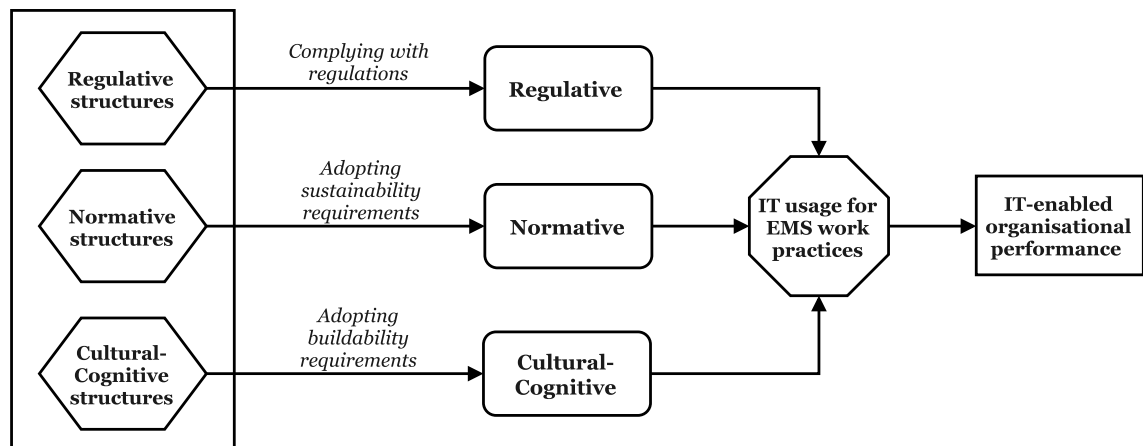 Regulative
structures
Complying with
regulations
Regulative
Normative
structures
Adopting
sustainability
requirements
Normative
Cultural-
Cognitive
structures
Adopting
buildability
requirements
Cultural-
Cognitive
IT usage for
EMS work
practices
IT-enabled
organisational
performance